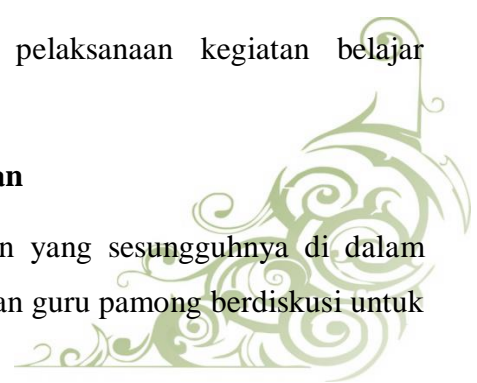 pelaksanaan kegiatan belajar
an
n yang sesungguhnya di dalam
an guru pamong berdiskusi untuk